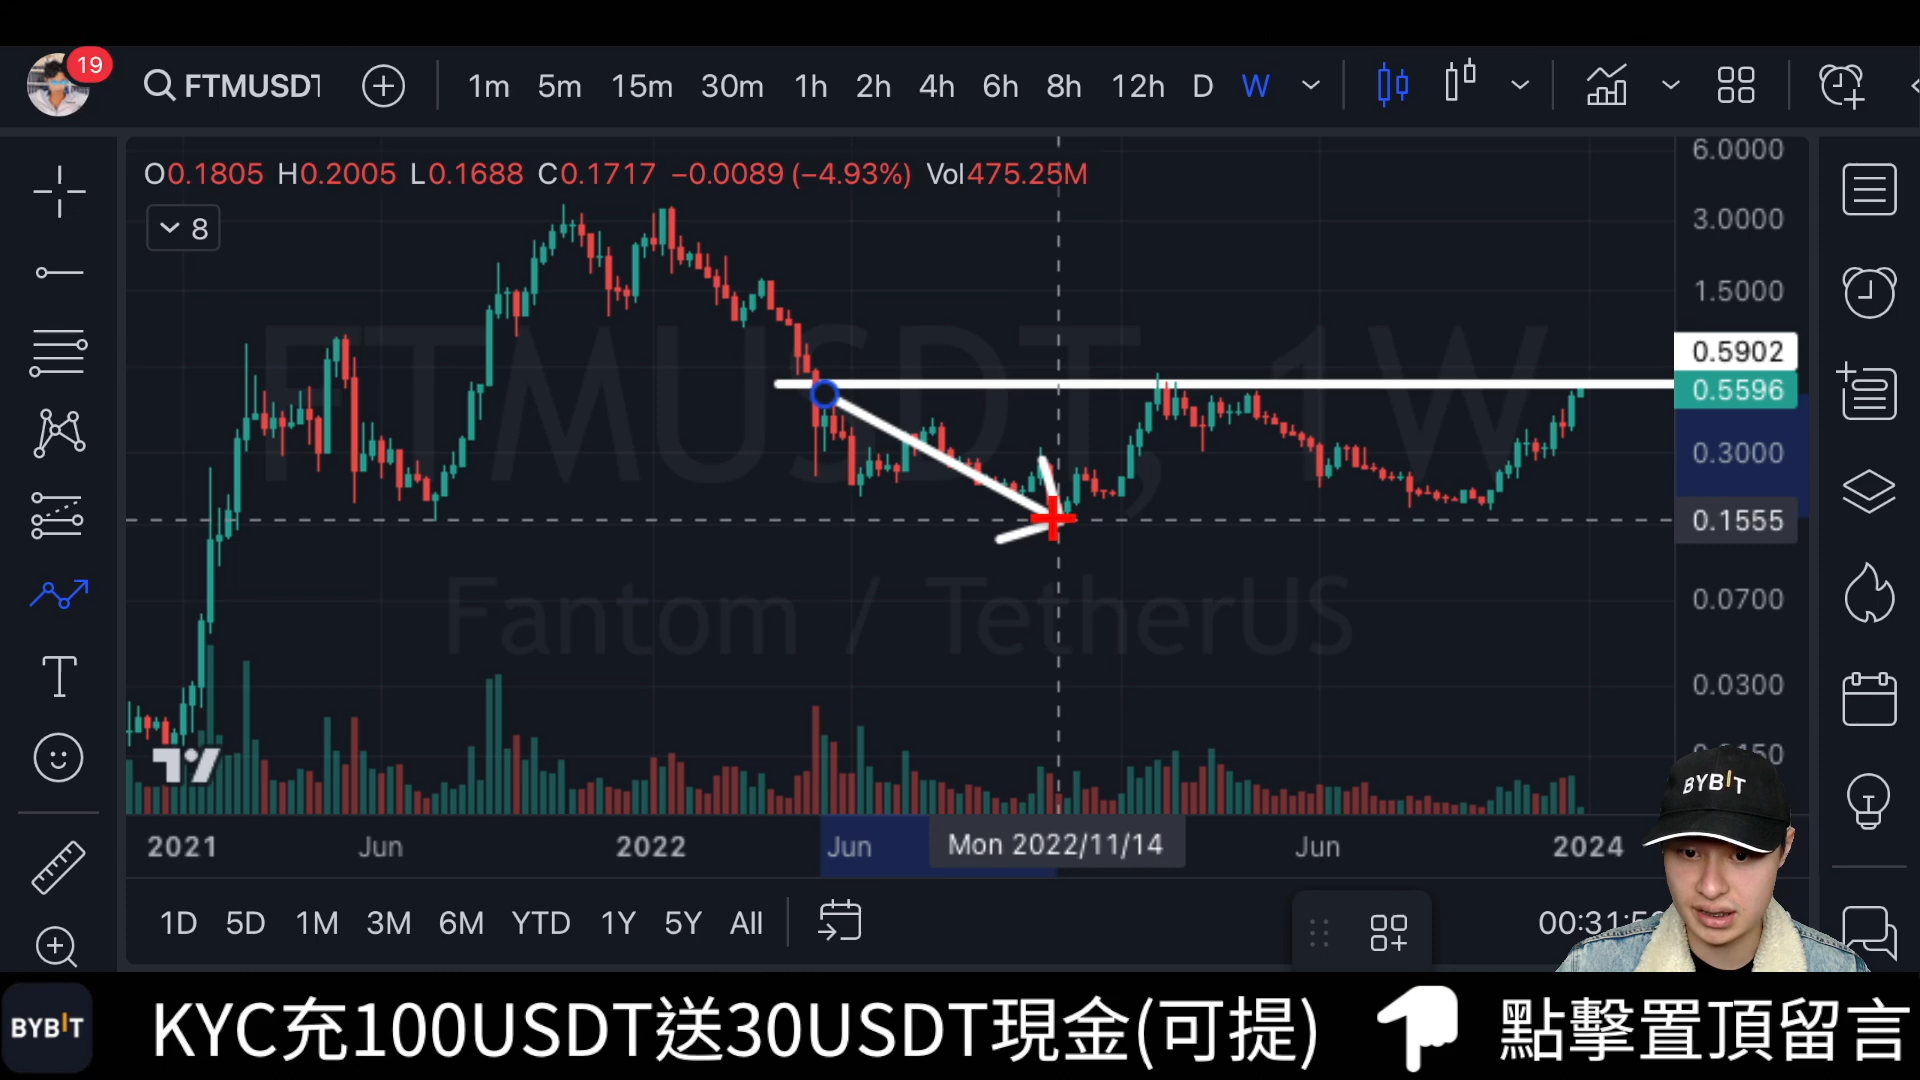 19
FTMUSDT
1m 5m 15m 30m 1h 2h 4h 6h 8h 12h D W
O0.1805 H0.2005 L0.1688 C0.1717 −0.0089 (−4.93%) Vol475.25M
8
6.0000
3.0000
1.5000
0.5902
0.5596
0.3000
0.1555
0.0700
0.0300
FTMUSDT, 1W
Fantom / TetherUS
2021 Jun 2022 Jun Mon 2022/11/14 Jun 2024
1D 5D 1M 3M 6M YTD 1Y 5Y All
BYBIT
BYBIT KYC充100USDT送30USDT現金(可提) 點擊置頂留言